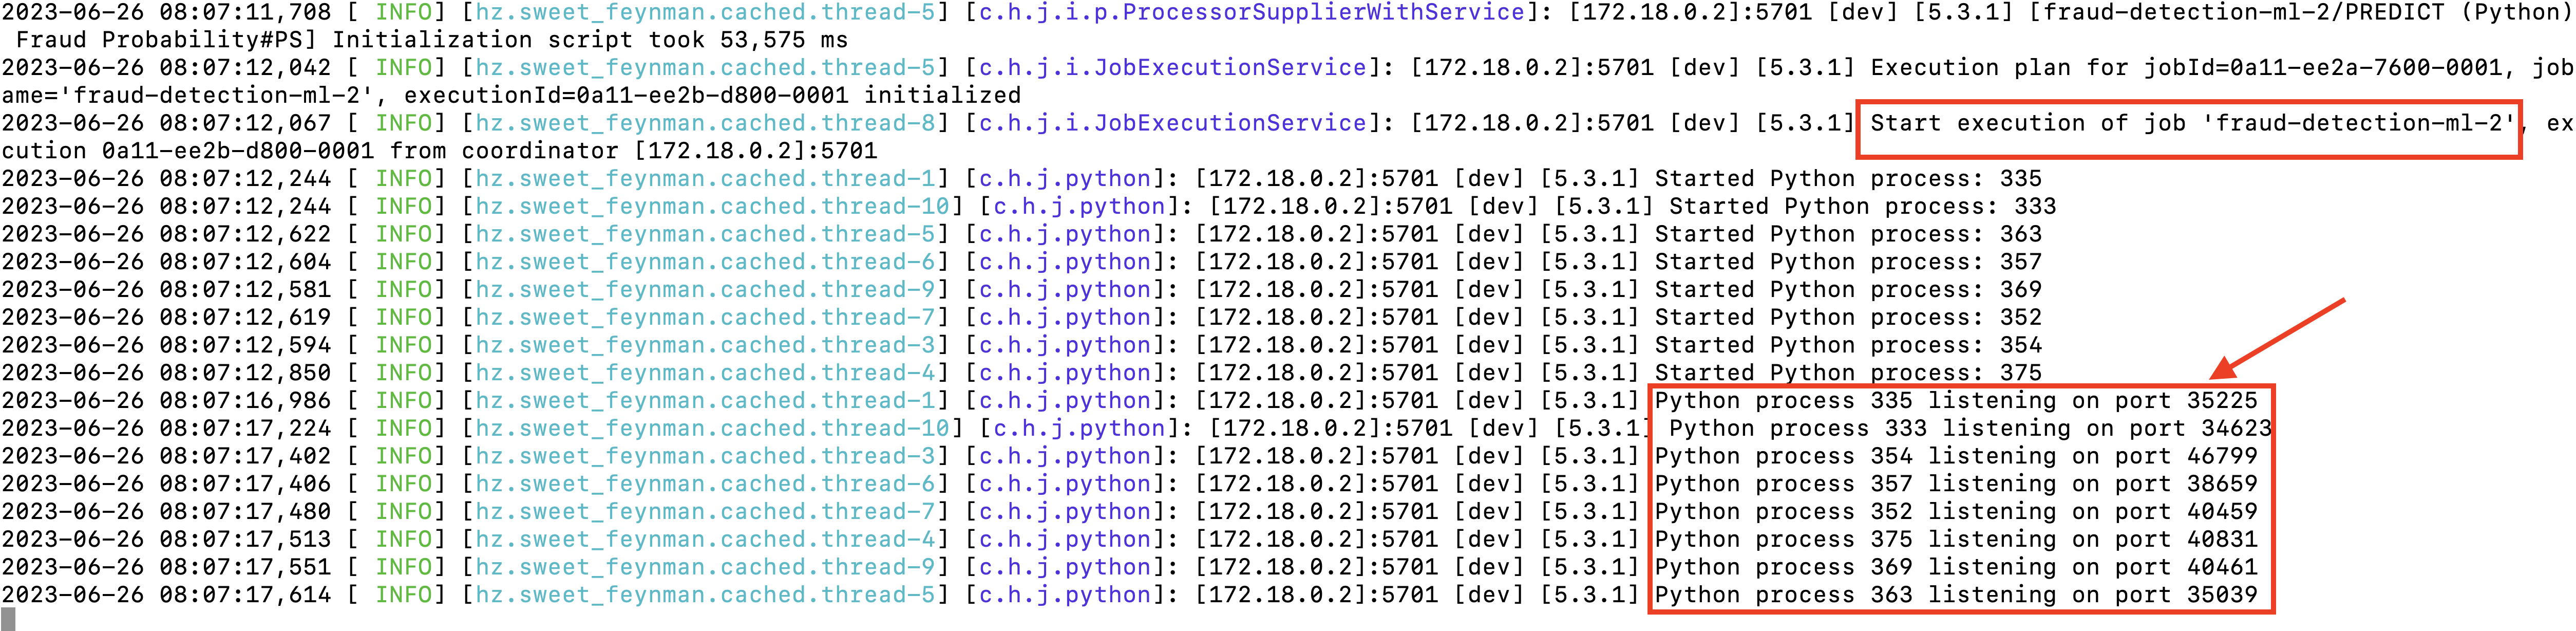 2023-06-26 08:07:11,708 [ INFO] [hz.sweet_feynman.cached.thread-5] [c.h.j.i.p.ProcessorSupplierWithService]: [172.18.0.2]:5701 [dev] [5.3.1] [fraud-detection-ml-2/PREDICT (Python)
Fraud Probability#PS] Initialization script took 53,575 ms
2023-06-26 08:07:12,042 [ INFO] [hz.sweet_feynman.cached.thread-5] [c.h.j.i.JobExecutionService]: [172.18.0.2]:5701 [dev] [5.3.1] Execution plan for jobId=0a11-ee2a-7600-0001, job
ame='fraud-detection-ml-2', executionId=0a11-ee2b-d800-0001 initialized
2023-06-26 08:07:12,067 [ INFO] [hz.sweet_feynman.cached.thread-8] [c.h.j.i.JobExecutionService]: [172.18.0.2]:5701 [dev] [5.3.1] Start execution of job 'fraud-detection-ml-2', ex
cution 0a11-ee2b-d800-0001 from coordinator [172.18.0.2]:5701
2023-06-26 08:07:12,244 [ INFO] [hz.sweet_feynman.cached.thread-1] [c.h.j.python]: [172.18.0.2]:5701 [dev] [5.3.1] Started Python process: 335
2023-06-26 08:07:12,244 [ INFO] [hz.sweet_feynman.cached.thread-10] [c.h.j.python]: [172.18.0.2]:5701 [dev] [5.3.1] Started Python process: 333
2023-06-26 08:07:12,622 [ INFO] [hz.sweet_feynman.cached.thread-5] [c.h.j.python]: [172.18.0.2]:5701 [dev] [5.3.1] Started Python process: 363
2023-06-26 08:07:12,604 [ INFO] [hz.sweet_feynman.cached.thread-6] [c.h.j.python]: [172.18.0.2]:5701 [dev] [5.3.1] Started Python process: 357
2023-06-26 08:07:12,581 [ INFO] [hz.sweet_feynman.cached.thread-9] [c.h.j.python]: [172.18.0.2]:5701 [dev] [5.3.1] Started Python process: 369
2023-06-26 08:07:12,619 [ INFO] [hz.sweet_feynman.cached.thread-7] [c.h.j.python]: [172.18.0.2]:5701 [dev] [5.3.1] Started Python process: 352
2023-06-26 08:07:12,594 [ INFO] [hz.sweet_feynman.cached.thread-3] [c.h.j.python]: [172.18.0.2]:5701 [dev] [5.3.1] Started Python process: 354
2023-06-26 08:07:12,850 [ INFO] [hz.sweet_feynman.cached.thread-4] [c.h.j.python]: [172.18.0.2]:5701 [dev] [5.3.1] Started Python process: 375
2023-06-26 08:07:16,986 [ INFO] [hz.sweet_feynman.cached.thread-1] [c.h.j.python]: [172.18.0.2]:5701 [dev] [5.3.1] Python process 335 listening on port 35225
2023-06-26 08:07:17,224 [ INFO] [hz.sweet_feynman.cached.thread-10] [c.h.j.python]: [172.18.0.2]:5701 [dev] [5.3.1] Python process 333 listening on port 34623
2023-06-26 08:07:17,402 [ INFO] [hz.sweet_feynman.cached.thread-3] [c.h.j.python]: [172.18.0.2]:5701 [dev] [5.3.1] Python process 354 listening on port 46799
2023-06-26 08:07:17,406 [ INFO] [hz.sweet_feynman.cached.thread-6] [c.h.j.python]: [172.18.0.2]:5701 [dev] [5.3.1] Python process 357 listening on port 38659
2023-06-26 08:07:17,480 [ INFO] [hz.sweet_feynman.cached.thread-7] [c.h.j.python]: [172.18.0.2]:5701 [dev] [5.3.1] Python process 352 listening on port 40459
2023-06-26 08:07:17,513 [ INFO] [hz.sweet_feynman.cached.thread-4] [c.h.j.python]: [172.18.0.2]:5701 [dev] [5.3.1] Python process 375 listening on port 40831
2023-06-26 08:07:17,551 [ INFO] [hz.sweet_feynman.cached.thread-9] [c.h.j.python]: [172.18.0.2]:5701 [dev] [5.3.1] Python process 369 listening on port 40461
2023-06-26 08:07:17,614 [ INFO] [hz.sweet_feynman.cached.thread-5] [c.h.j.python]: [172.18.0.2]:5701 [dev] [5.3.1] Python process 363 listening on port 35039